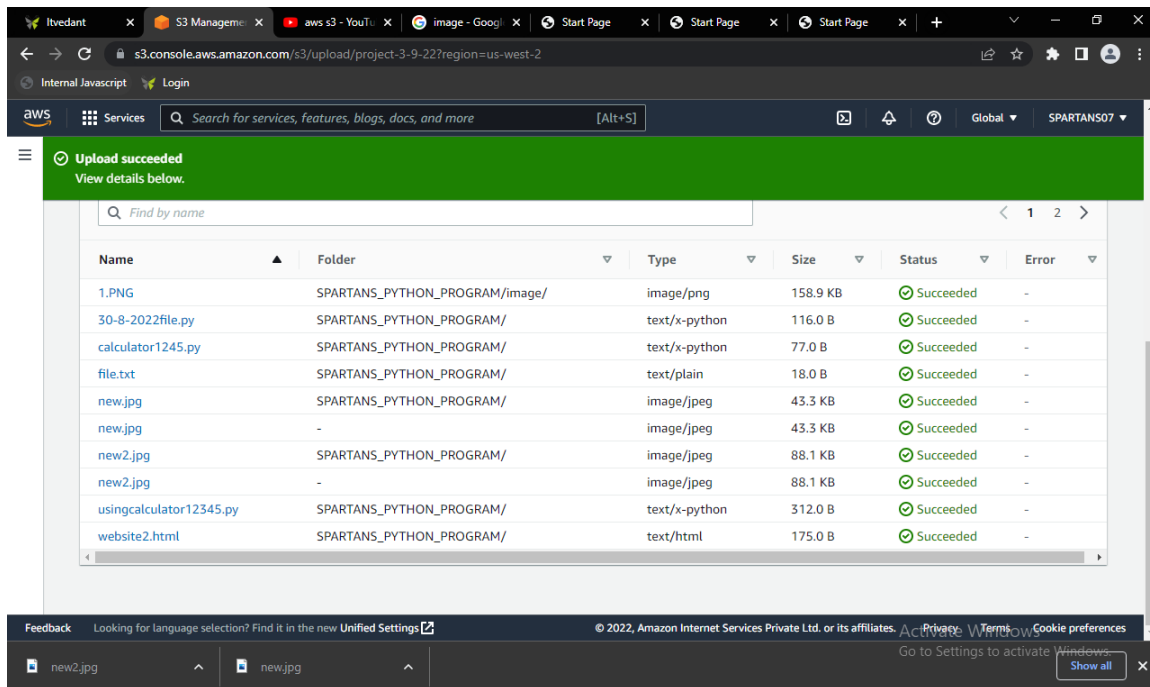 Itvedant
S3 Managemen
aws s3 - YouTu
image - Googl
Start Page
Start Page
Start Page
s3.console.aws.amazon.com/s3/upload/project-3-9-22?region=us-west-2
Internal Javascript Login
aws Services Search for services, features, blogs, docs, and more [Alt+S] Global SPARTANS07
Upload succeeded
View details below.
Find by name 1 2
Name Folder Type Size Status Error
1.PNG SPARTANS_PYTHON_PROGRAM/image/ image/png 158.9 KB Succeeded -
30-8-2022file.py SPARTANS_PYTHON_PROGRAM/ text/x-python 116.0 B Succeeded -
calculator1245.py SPARTANS_PYTHON_PROGRAM/ text/x-python 77.0 B Succeeded -
file.txt SPARTANS_PYTHON_PROGRAM/ text/plain 18.0 B Succeeded -
new.jpg SPARTANS_PYTHON_PROGRAM/ image/jpeg 43.3 KB Succeeded -
new.jpg - image/jpeg 43.3 KB Succeeded -
new2.jpg SPARTANS_PYTHON_PROGRAM/ image/jpeg 88.1 KB Succeeded -
new2.jpg - image/jpeg 88.1 KB Succeeded -
usingcalculator12345.py SPARTANS_PYTHON_PROGRAM/ text/x-python 312.0 B Succeeded -
website2.html SPARTANS_PYTHON_PROGRAM/ text/html 175.0 B Succeeded -
Feedback Looking for language selection? Find it in the new Unified Settings © 2022, Amazon Internet Services Private Ltd. or its affiliates. Privacy Terms Cookie preferences
Activate Windows
Go to Settings to activate Windows.
new2.jpg new.jpg Show all